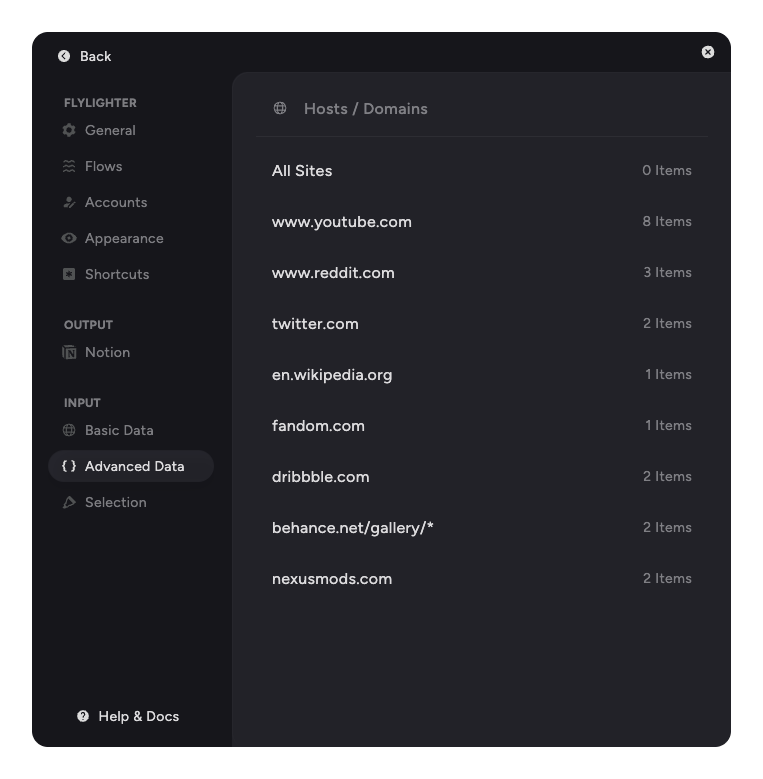 Back
FLYLIGHTER
General
Flows
Accounts
Appearance
Shortcuts
OUTPUT
Notion
INPUT
Basic Data
Advanced Data
Selection
Help & Docs
Hosts / Domains
All Sites 0 Items
www.youtube.com 8 Items
www.reddit.com 3 Items
twitter.com 2 Items
en.wikipedia.org 1 Items
fandom.com 1 Items
dribbble.com 2 Items
behance.net/gallery/* 2 Items
nexusmods.com 2 Items